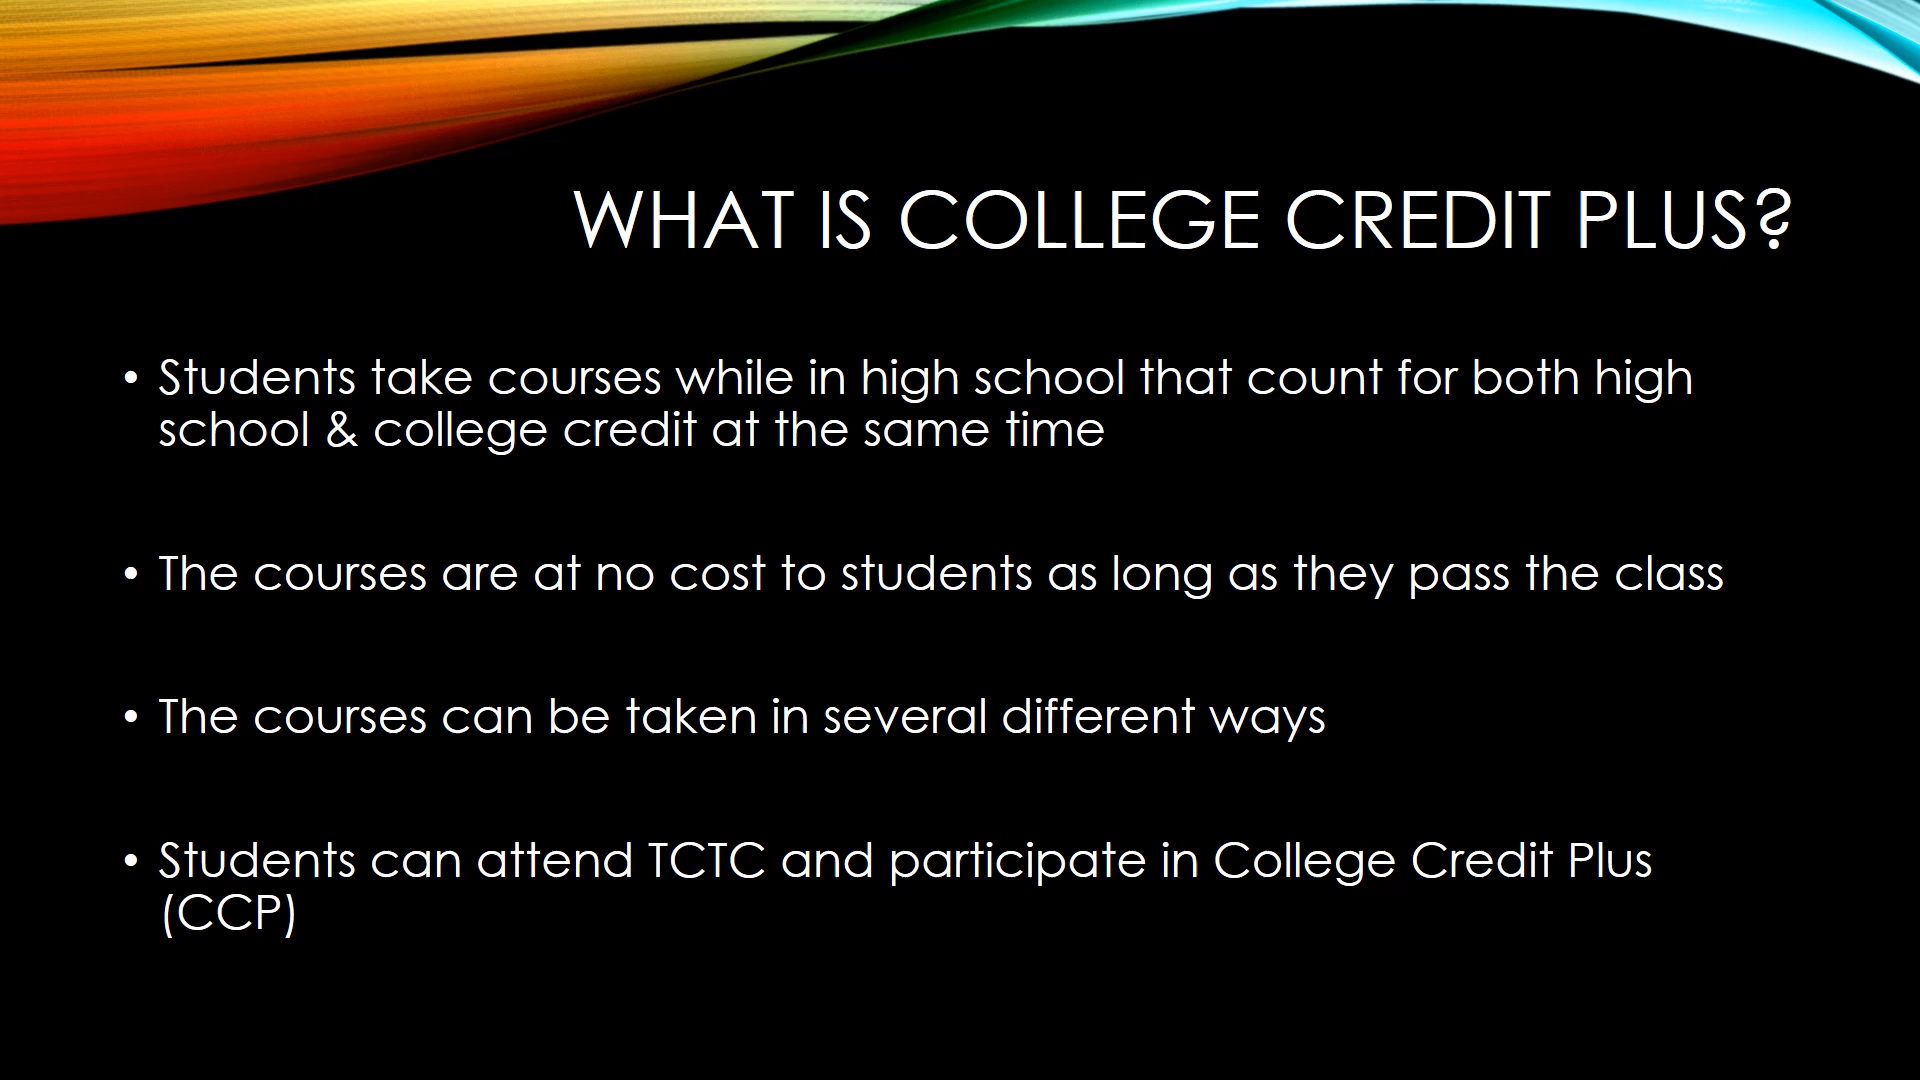 WHAT IS COLLEGE CREDIT PLUS?
• Students take courses while in high school that count for both high
school & college credit at the same time
• The courses are at no cost to students as long as they pass the class
• The courses can be taken in several different ways
• Students can attend TCTC and participate in College Credit Plus
(CCP)